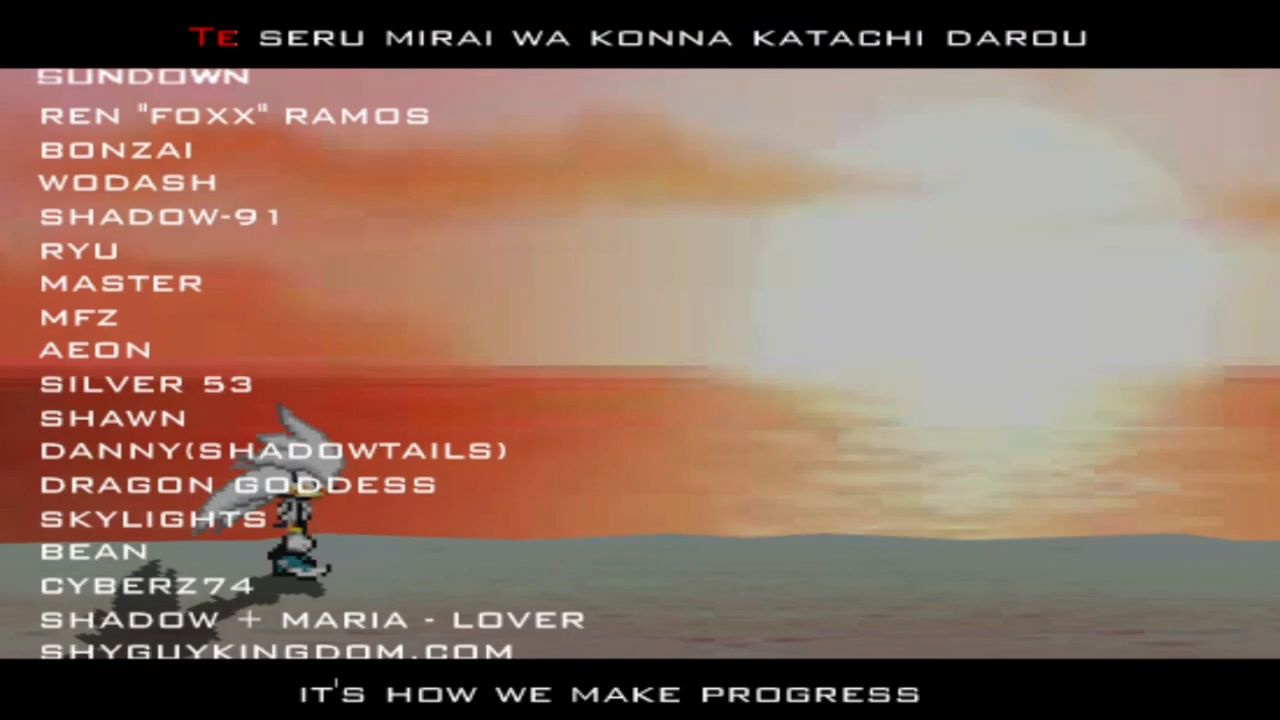 TE SERU MIRAI WA KONNA KATACHI DAROU
SUNDOWN
REN "FOXX" RAMOS
BONZAI
WODASH
SHADOW-91
RYU
MASTER
MFZ
AEON
SILVER 53
SHAWN
DANNY(SHADOWTAILS)
DRAGON GODDESS
SKYLIGHTS
BEAN
CYBERZ74
SHADOW + MARIA - LOVER
SHYGUYKINGDOM.COM
IT'S HOW WE MAKE PROGRESS